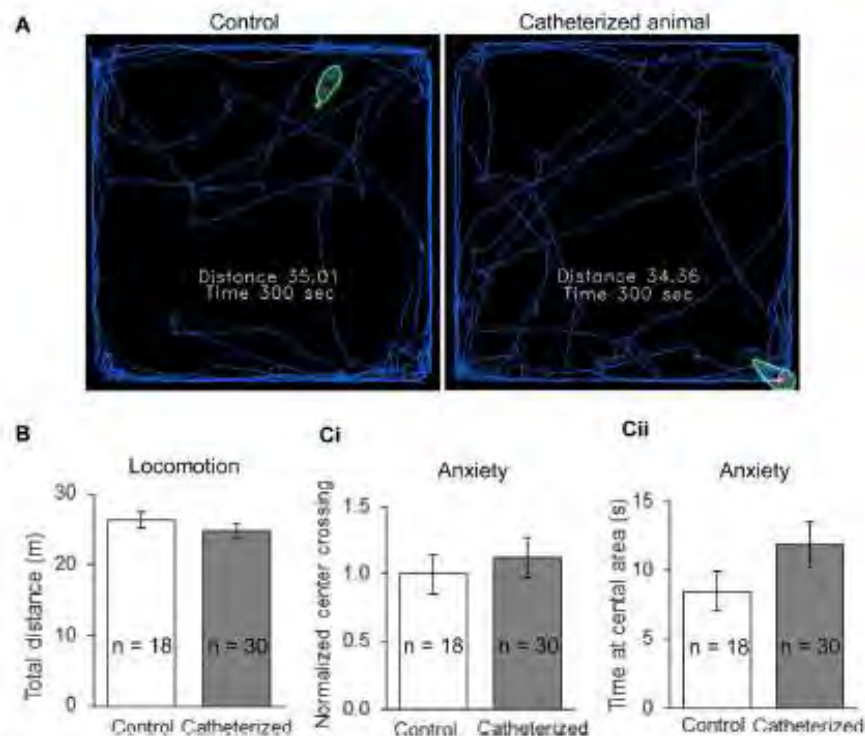 A
Control
Catheterized animal
Distance 35.01
Time 300 sec
Distance 34.36
Time 300 sec
B
Locomotion
Total distance (m)
30
20
10
0
n = 18
n = 30
Control Catheterized
Ci
Anxiety
Normalized center crossing
1.5
1.0
0.5
0.0
n = 18
n = 30
Control Catheterized
Cii
Anxiety
Time at cental area (s)
15
10
5
0
n = 18
n = 30
Control Catheterized